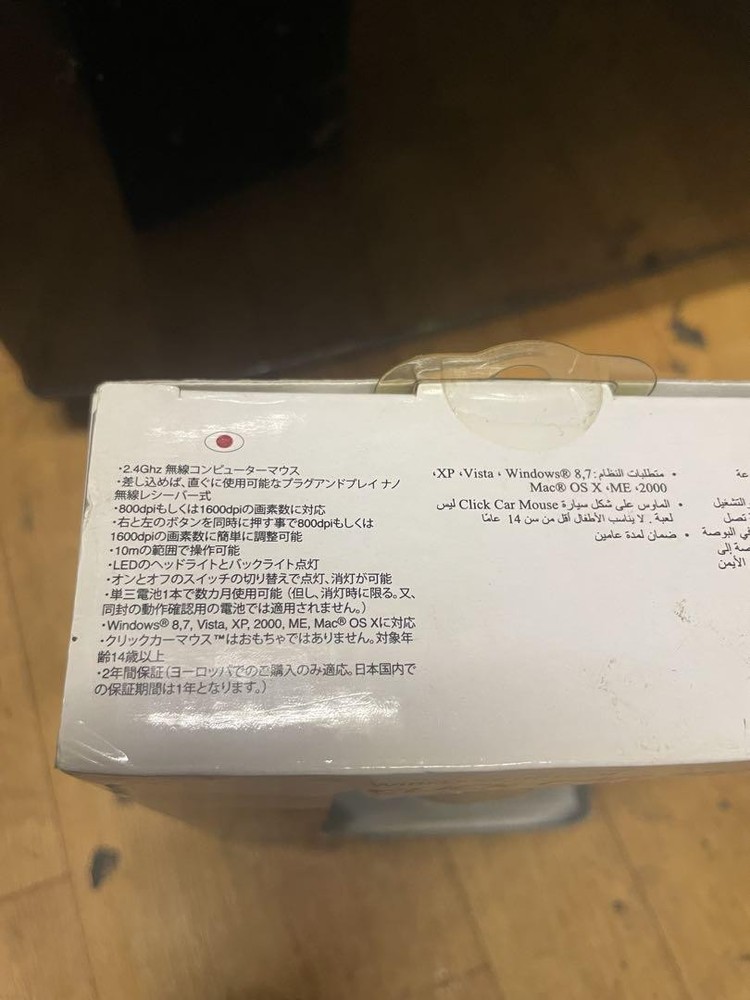 ・2.4Ghz 無線コンピューターマウス
・差し込めば、直ぐに使用可能なプラグアンドプレイ ナノ
無線レシーバー式
・800dpiもしくは1600dpiの画素数に対応
・右と左のボタンを同時に押す事で800dpiもしくは
1600dpiの画素数に簡単に調整可能
・10mの範囲で操作可能
・LEDのヘッドライトとバックライト点灯
・オンとオフのスイッチの切り替えで点灯、消灯が可能
・単三電池1本で数カ月使用可能（但し、消灯時に限る。又、
同封の動作確認用の電池では適用されません。）
・Windows® 8,7, Vista, XP, 2000, ME, Mac® OS Xに対応
・クリックカーマウス™はおもちゃではありません。対象年
齢14歳以上
・2年間保証（ヨーロッパでのご購入のみ適応。日本国内で
の保証期間は1年となります。）
• متطلبات النظام: Windows® 8,7 ، Vista، XP،
2000، ME، Mac® OS X
• الماوس على شكل سيارة Click Car Mouse ليس
لعبة . لا يناسب الأطفال أقل من سن 14 عامًا
• ضمان لمدة عامين
التشغيل
تصل
في البوصة
إلى
الأيمن